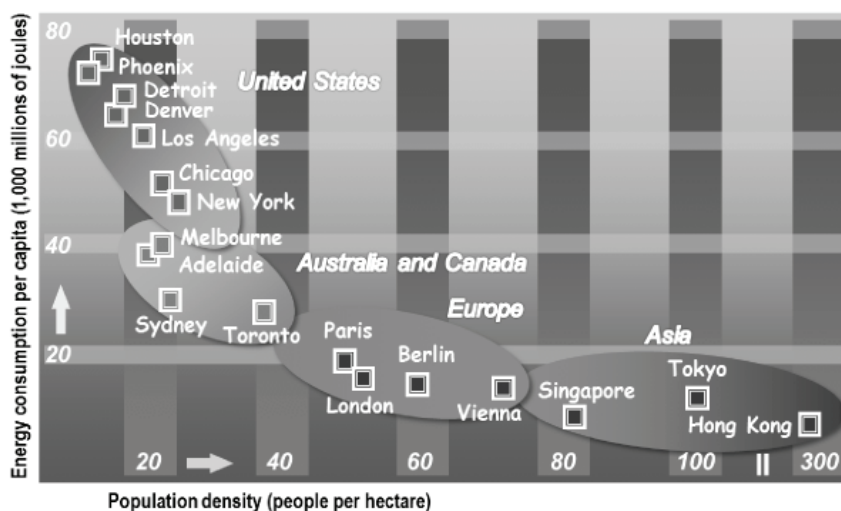 Energy consumption per capita (1,000 millions of joules)
80
Houston
Phoenix
United States
Detroit
Denver
60
Los Angeles
Chicago
New York
40
Melbourne
Adelaide
Australia and Canada
Sydney
Toronto
Europe
20
Paris
Berlin
London
Vienna
Asia
Tokyo
Singapore
Hong Kong
20 40 60 80 100 300
Population density (people per hectare)